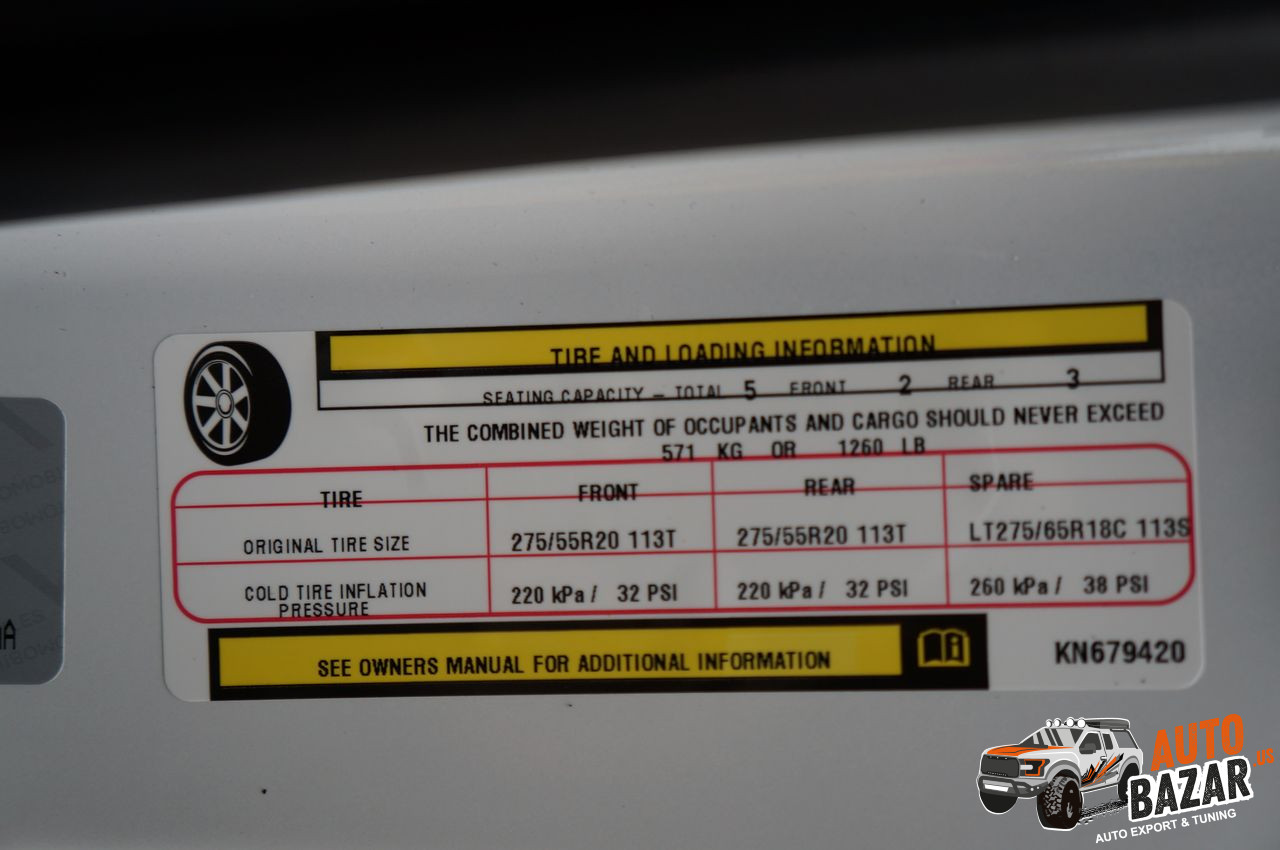 TIRE AND LOADING INFORMATION
SEATING CAPACITY – TOTAL 5 FRONT 2 REAR 3
THE COMBINED WEIGHT OF OCCUPANTS AND CARGO SHOULD NEVER EXCEED
571 KG OR 1260 LB
TIRE FRONT REAR SPARE
ORIGINAL TIRE SIZE 275/55R20 113T 275/55R20 113T LT275/65R18C 113S
COLD TIRE INFLATION PRESSURE 220 kPa / 32 PSI 220 kPa / 32 PSI 260 kPa / 38 PSI
SEE OWNERS MANUAL FOR ADDITIONAL INFORMATION
KN679420
AUTO
BAZAR.us
AUTO EXPORT & TUNING